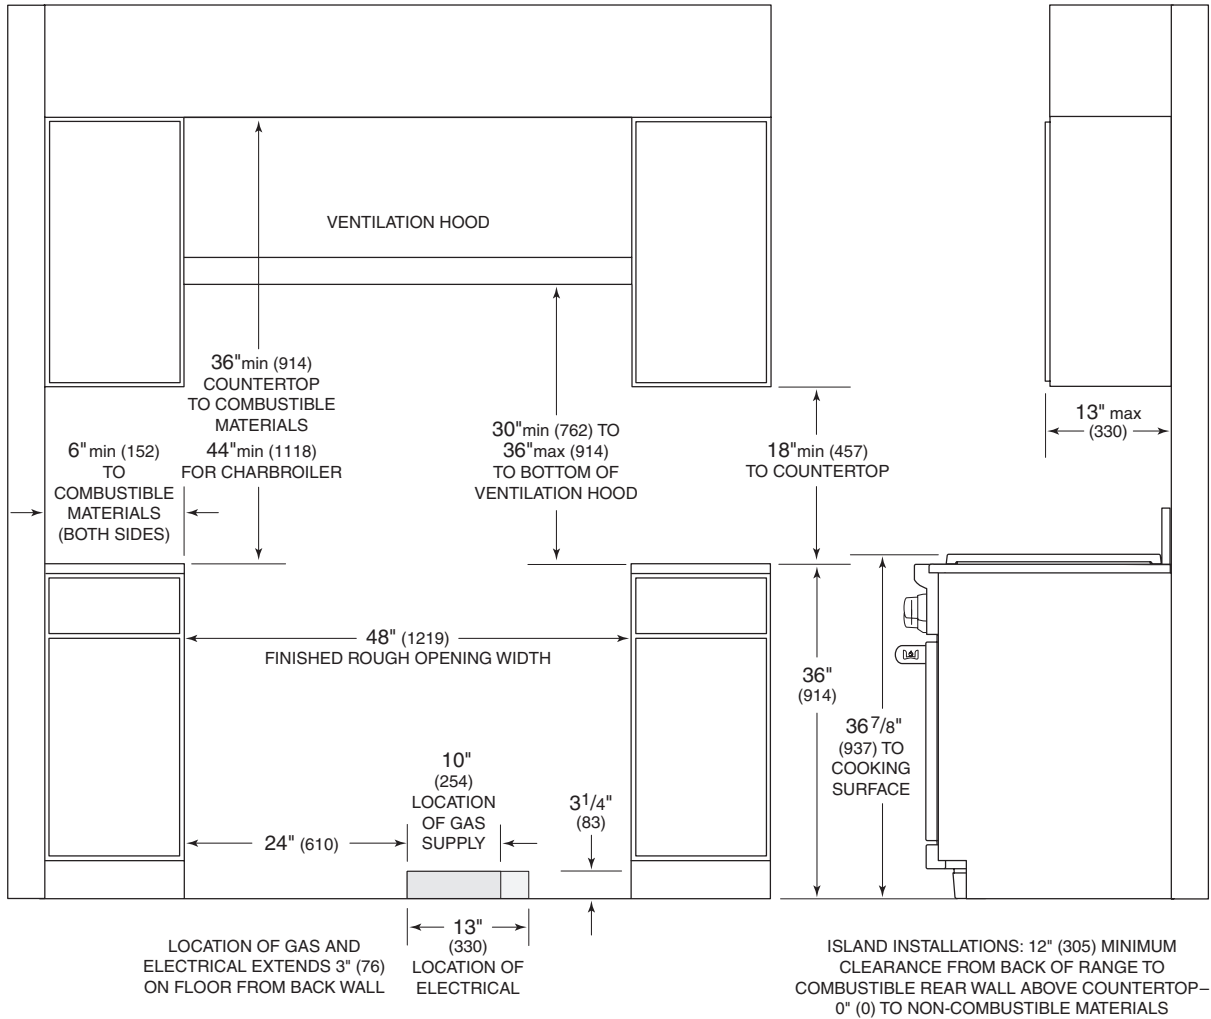 VENTILATION HOOD
36"min (914)
COUNTERTOP
TO COMBUSTIBLE
MATERIALS
44"min (1118)
FOR CHARBROILER
6"min (152)
TO
COMBUSTIBLE
MATERIALS
(BOTH SIDES)
30"min (762) TO
36"max (914)
TO BOTTOM OF
VENTILATION HOOD
18"min (457)
TO COUNTERTOP
13" max
(330)
48" (1219)
FINISHED ROUGH OPENING WIDTH
36"
(914)
36 7/8"
(937) TO
COOKING
SURFACE
10"
(254)
LOCATION
OF GAS
SUPPLY
24" (610)
3 1/4"
(83)
13"
(330)
LOCATION OF
ELECTRICAL
LOCATION OF GAS AND
ELECTRICAL EXTENDS 3" (76)
ON FLOOR FROM BACK WALL
ISLAND INSTALLATIONS: 12" (305) MINIMUM
CLEARANCE FROM BACK OF RANGE TO
COMBUSTIBLE REAR WALL ABOVE COUNTERTOP–
0" (0) TO NON-COMBUSTIBLE MATERIALS